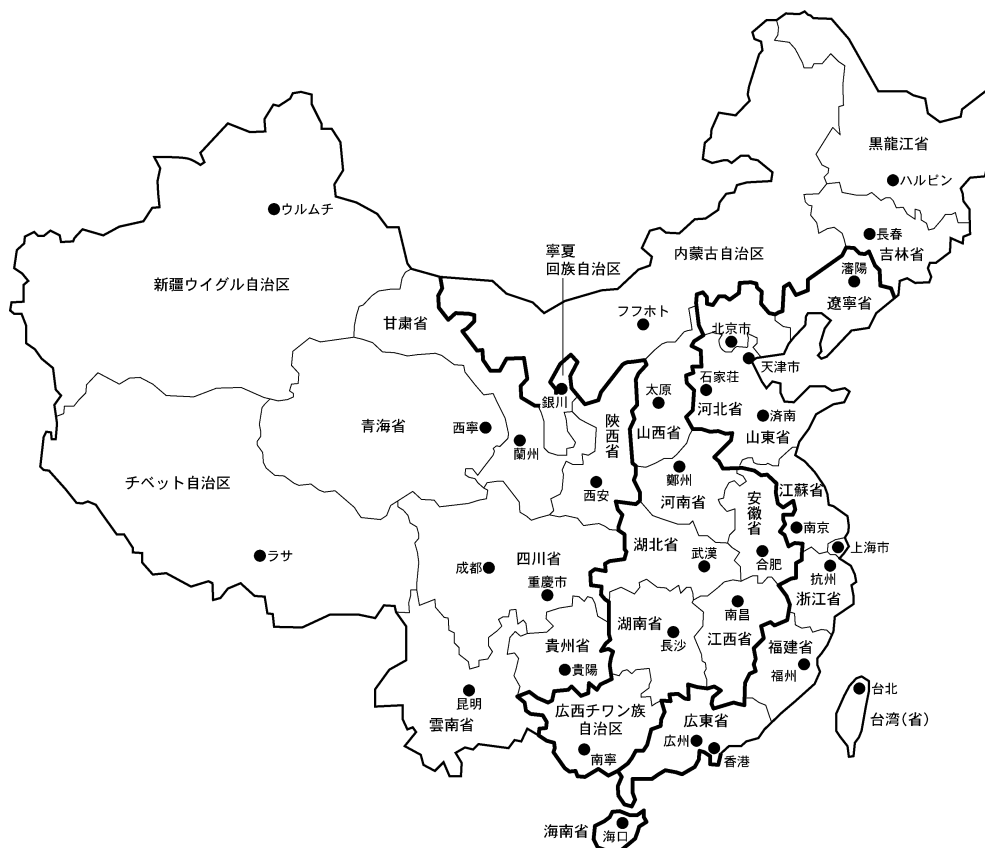 黒龍江省
ハルビン
ウルムチ
長春
吉林省
寧夏
回族自治区
内蒙古自治区
瀋陽
遼寧省
新疆ウイグル自治区
甘粛省
フフホト
北京市
天津市
石家荘
河北省
銀川
太原
山西省
済南
山東省
青海省
西寧
蘭州
陝西省
西安
鄭州
河南省
チベット自治区
江蘇省
安徽省
南京
上海市
合肥
杭州
浙江省
湖北省
武漢
ラサ
四川省
成都
重慶市
南昌
江西省
湖南省
長沙
貴州省
貴陽
福建省
福州
昆明
雲南省
台北
台湾(省)
広西チワン族
自治区
南寧
広東省
広州
香港
海南省
海口